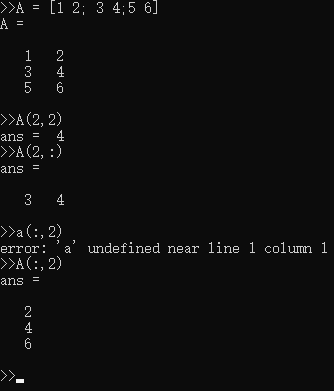 >>A = [1 2; 3 4;5 6]
A =
1 2
3 4
5 6
>>A(2,2)
ans = 4
>>A(2,:)
ans =
3 4
>>a(:,2)
error: 'a' undefined near line 1 column 1
>>A(:,2)
ans =
2
4
6
>>